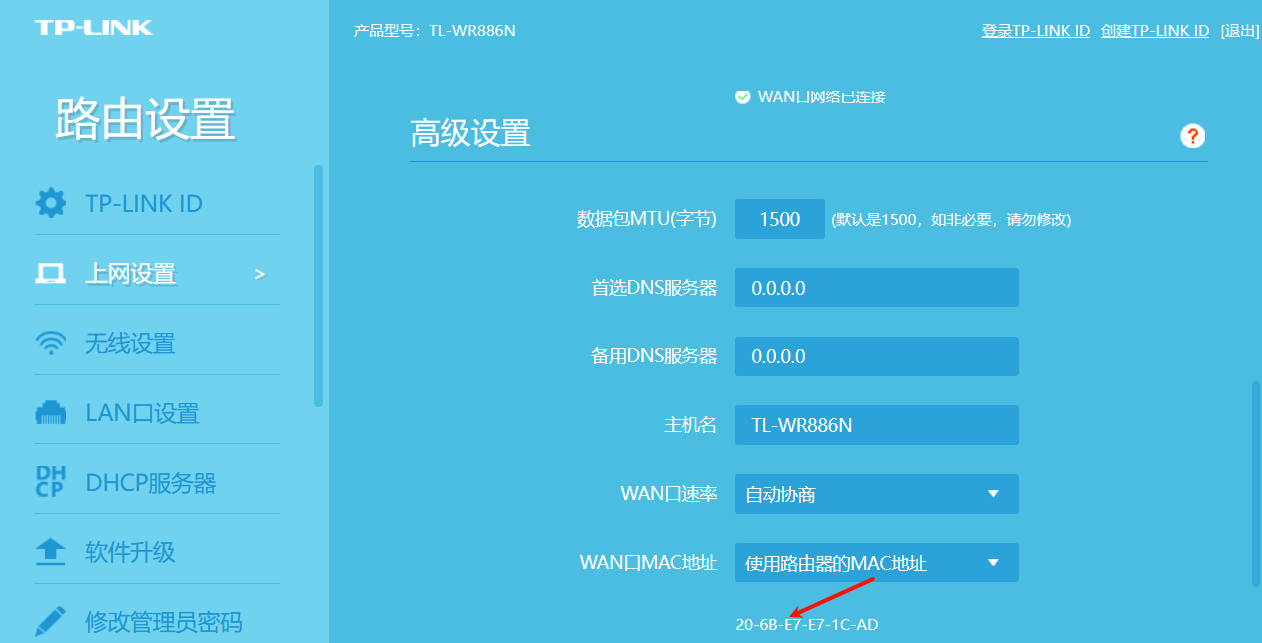 TP-LINK
产品型号：TL-WR886N
登录TP-LINK ID 创建TP-LINK ID [退出]
路由设置
TP-LINK ID
上网设置 >
无线设置
LAN口设置
DHCP
DHCP服务器
软件升级
修改管理员密码
WAN口网络已连接
高级设置 ?
数据包MTU(字节) 1500 (默认是1500，如非必要，请勿修改)
首选DNS服务器 0.0.0.0
备用DNS服务器 0.0.0.0
主机名 TL-WR886N
WAN口速率 自动协商
WAN口MAC地址 使用路由器的MAC地址
20-6B-E7-E7-1C-AD